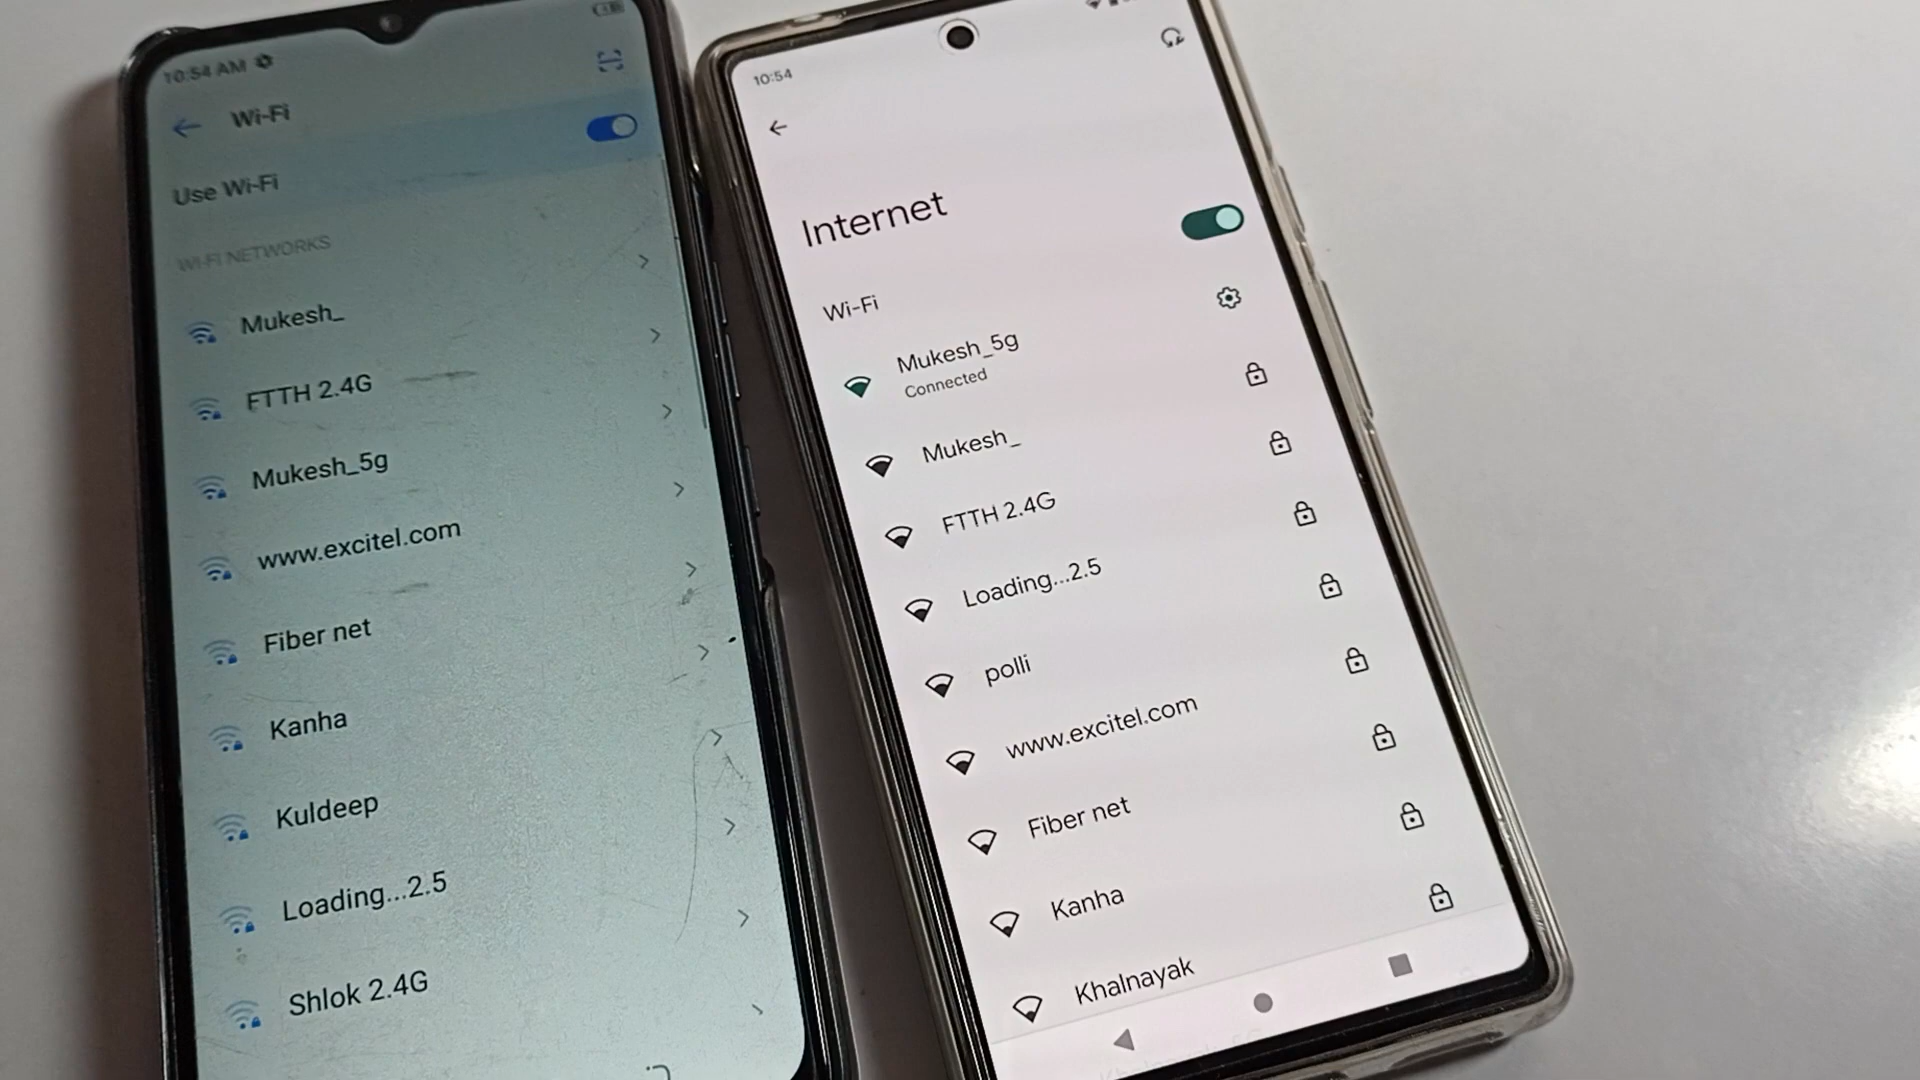 10:54 AM
Wi-Fi
Use Wi-Fi
WI-FI NETWORKS
Mukesh_
FTTH 2.4G
Mukesh_5g
www.excitel.com
Fiber net
Kanha
Kuldeep
Loading...2.5
Shlok 2.4G
10:54
Internet
Wi-Fi
Mukesh_5g
Connected
Mukesh_
FTTH 2.4G
Loading...2.5
polli
www.excitel.com
Fiber net
Kanha
Khalnayak